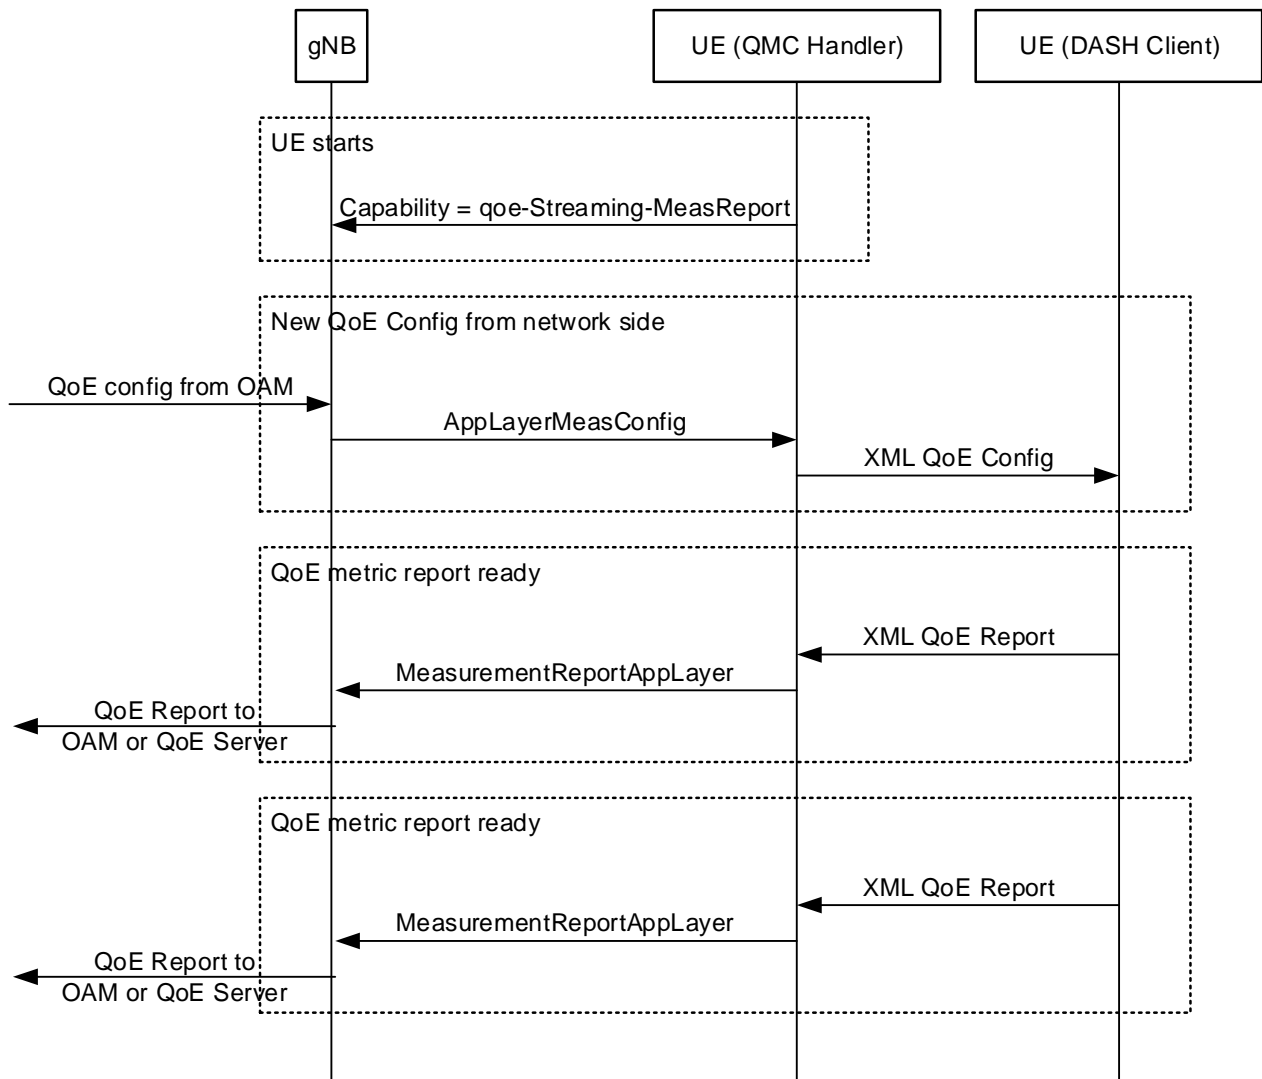 gNB
UE (QMC Handler)
UE (DASH Client)
UE starts
Capability = qoe-Streaming-MeasReport
New QoE Config from network side
QoE config from OAM
AppLayerMeasConfig
XML QoE Config
QoE metric report ready
XML QoE Report
MeasurementReportAppLayer
QoE Report to
OAM or QoE Server
QoE metric report ready
XML QoE Report
MeasurementReportAppLayer
QoE Report to
OAM or QoE Server